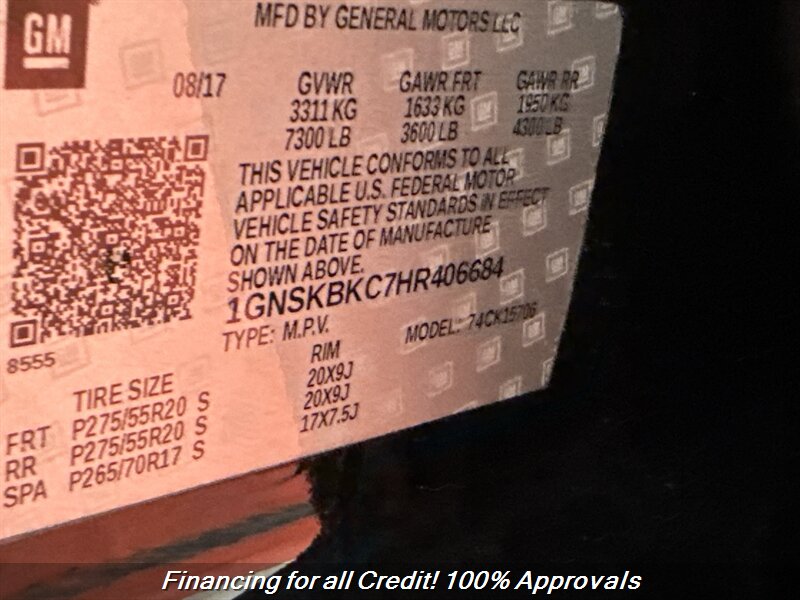 GM
MFD BY GENERAL MOTORS LLC
08/17 GVWR GAWR FRT GAWR RR
3311 KG 1633 KG 1950 KG
7300 LB 3600 LB 4300 LB
THIS VEHICLE CONFORMS TO ALL
APPLICABLE U.S. FEDERAL MOTOR
VEHICLE SAFETY STANDARDS IN EFFECT
ON THE DATE OF MANUFACTURE
SHOWN ABOVE.
1GNSKBKC7HR406684
TYPE: M.P.V. MODEL: 74CK15706
8555
TIRE SIZE RIM
FRT P275/55R20 S 20X9J
RR P275/55R20 S 20X9J
SPA P265/70R17 S 17X7.5J
Financing for all Credit! 100% Approvals